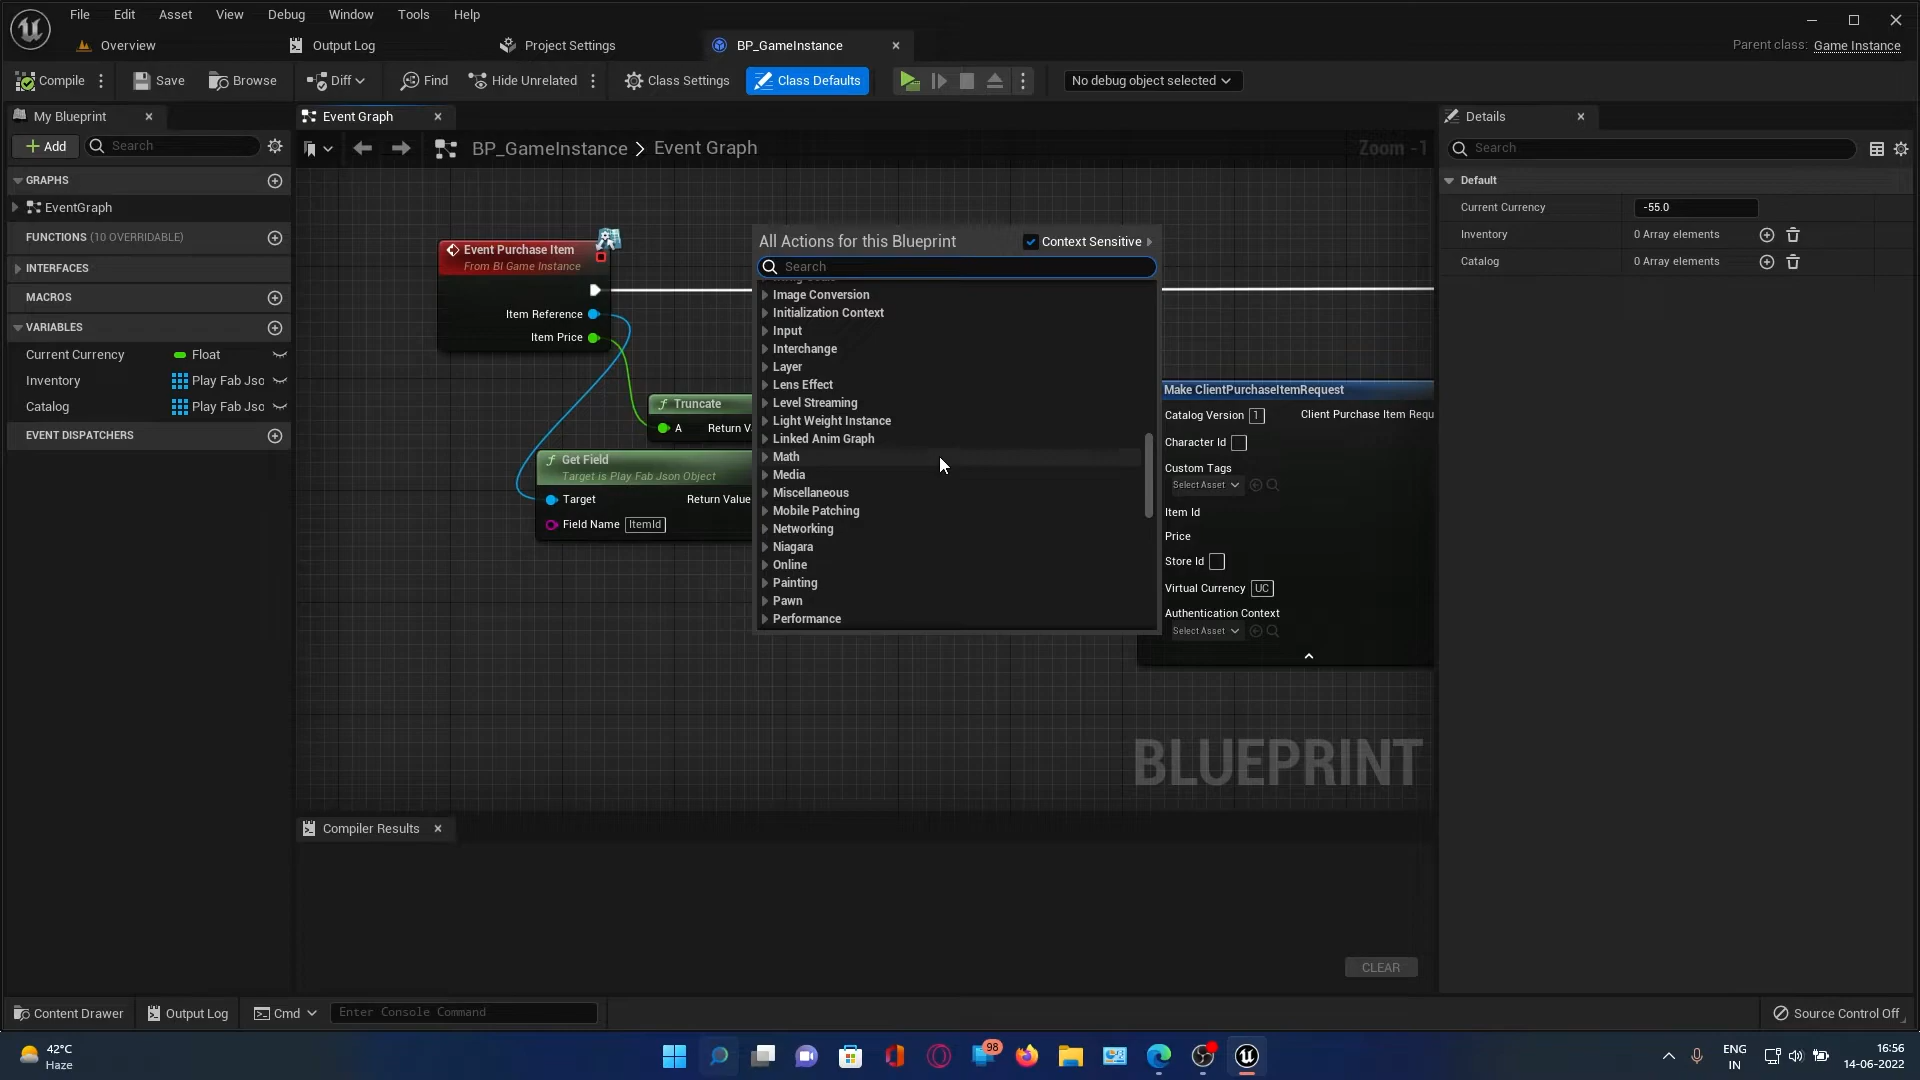 File Edit Asset View Debug Window Tools Help
Overview Output Log Project Settings BP_GameInstance
Parent class: Game Instance
Compile Save Browse Diff Find Hide Unrelated Class Settings Class Defaults No debug object selected
My Blueprint
Add Search
GRAPHS
EventGraph
FUNCTIONS (10 OVERRIDABLE)
INTERFACES
MACROS
VARIABLES
Current Currency Float
Inventory Play Fab Jso
Catalog Play Fab Jso
EVENT DISPATCHERS
Event Graph
BP_GameInstance > Event Graph
Zoom -1
Event Purchase Item
From BI Game Instance
Item Reference
Item Price
Truncate
A Return V
Get Field
Target is Play Fab Json Object
Target Return Value
Field Name ItemId
All Actions for this Blueprint Context Sensitive
Search
Image Conversion
Initialization Context
Input
Interchange
Layer
Lens Effect
Level Streaming
Light Weight Instance
Linked Anim Graph
Math
Media
Miscellaneous
Mobile Patching
Networking
Niagara
Online
Painting
Pawn
Performance
Make ClientPurchaseItemRequest
Catalog Version 1 Client Purchase Item Requ
Character Id
Custom Tags
Select Asset
Item Id
Price
Store Id
Virtual Currency UC
Authentication Context
Select Asset
BLUEPRINT
Details
Search
Default
Current Currency -55.0
Inventory 0 Array elements
Catalog 0 Array elements
Compiler Results
CLEAR
Content Drawer Output Log Cmd Enter Console Command Source Control Off
42°C
Haze
98
ENG
IN
16:56
14-06-2022